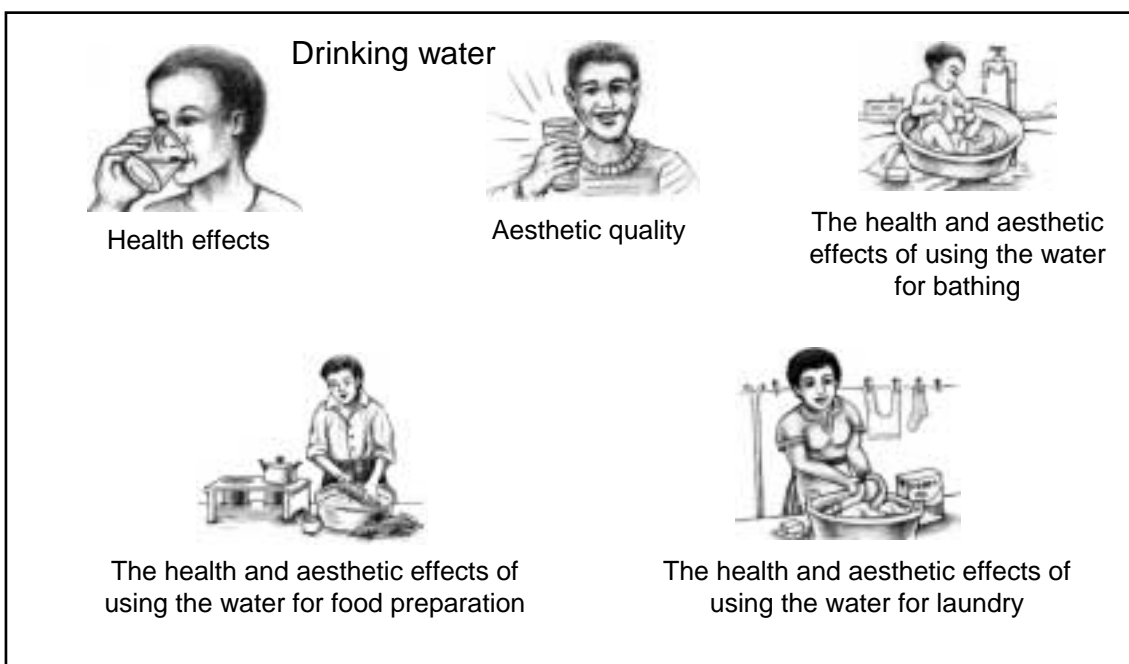 Drinking water
Health effects
Aesthetic quality
The health and aesthetic
effects of using the water
for bathing
The health and aesthetic effects of
using the water for food preparation
The health and aesthetic effects of
using the water for laundry